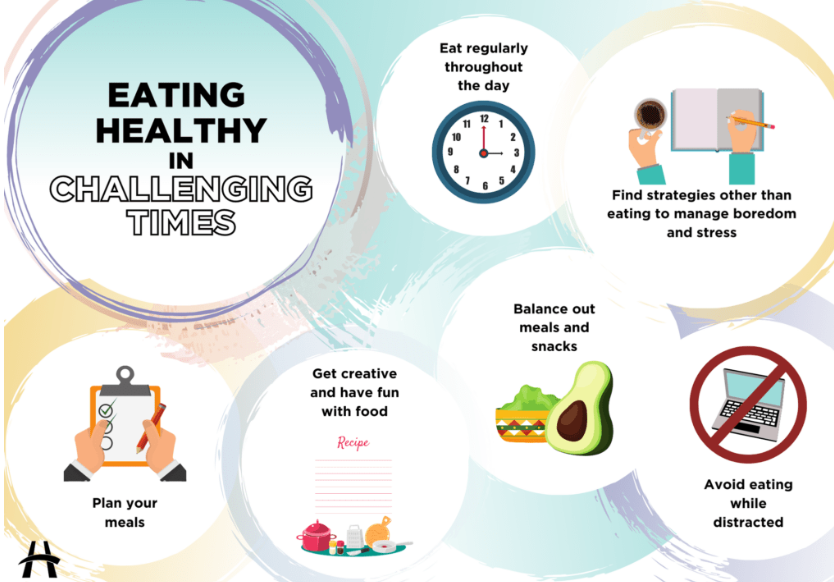 EATING
HEALTHY
IN
CHALLENGING
TIMES
Eat regularly
throughout
the day
12
1
2
3
4
5
6
7
8
9
10
11
Find strategies other than
eating to manage boredom
and stress
Balance out
meals and
snacks
Get creative
and have fun
with food
Recipe
Plan your
meals
Avoid eating
while
distracted